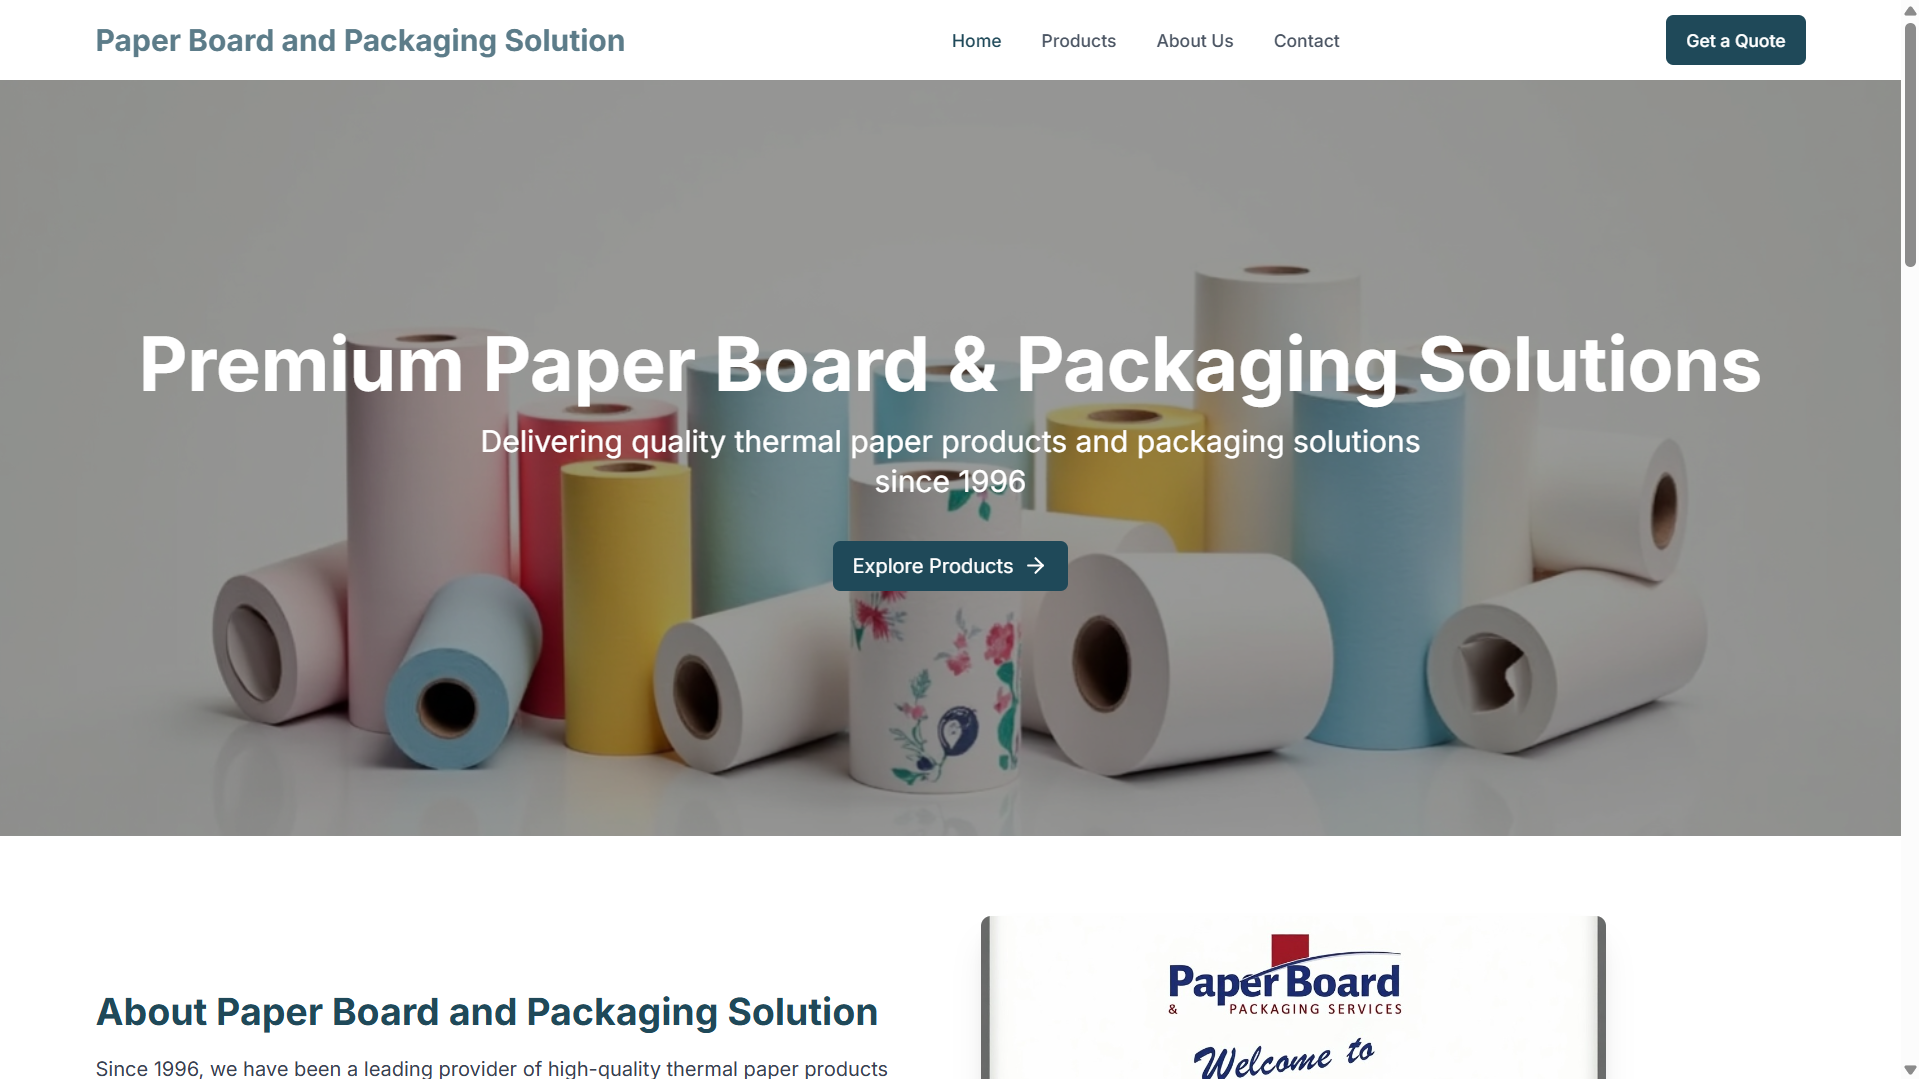 Paper Board and Packaging Solution
Home
Products
About Us
Contact
Get a Quote
Premium Paper Board & Packaging Solutions
Delivering quality thermal paper products and packaging solutions
since 1996
Explore Products
About Paper Board and Packaging Solution
Since 1996, we have been a leading provider of high-quality thermal paper products
Paper Board
& PACKAGING SERVICES
Welcome to